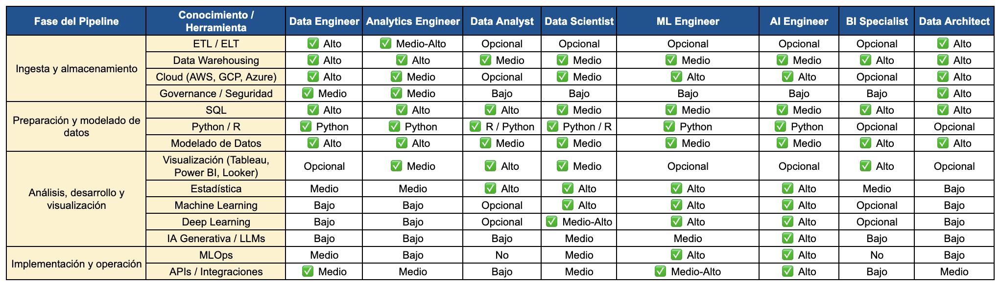 Fase del Pipeline | Conocimiento / Herramienta | Data Engineer | Analytics Engineer | Data Analyst | Data Scientist | ML Engineer | AI Engineer | BI Specialist | Data Architect
Ingesta y almacenamiento | ETL / ELT | ✅ Alto | ✅ Medio-Alto | Opcional | Opcional | Opcional | Opcional | Opcional | ✅ Alto
Data Warehousing | ✅ Alto | ✅ Alto | ✅ Medio | ✅ Medio | ✅ Medio | ✅ Medio | ✅ Alto | ✅ Alto
Cloud (AWS, GCP, Azure) | ✅ Alto | ✅ Medio | Opcional | ✅ Medio | ✅ Alto | ✅ Alto | Opcional | ✅ Alto
Governance / Seguridad | ✅ Medio | ✅ Medio | Bajo | Bajo | Bajo | Bajo | Bajo | ✅ Alto
Preparación y modelado de datos | SQL | ✅ Alto | ✅ Alto | ✅ Alto | ✅ Medio | ✅ Medio | ✅ Medio | ✅ Alto | ✅ Alto
Python / R | ✅ Python | ✅ Python | ✅ R / Python | ✅ Python / R | ✅ Python | ✅ Python | Opcional | Opcional
Modelado de Datos | ✅ Alto | ✅ Alto | ✅ Medio | ✅ Medio | ✅ Medio | ✅ Medio | ✅ Alto | ✅ Alto
Análisis, desarrollo y visualización | Visualización (Tableau, Power BI, Looker) | Opcional | ✅ Medio | ✅ Alto | ✅ Medio | Opcional | Opcional | ✅ Alto | Opcional
Estadística | Medio | Medio | ✅ Alto | ✅ Alto | ✅ Alto | ✅ Alto | Medio | Bajo
Machine Learning | Bajo | Bajo | Opcional | ✅ Alto | ✅ Alto | ✅ Alto | Opcional | Bajo
Deep Learning | Bajo | Bajo | Opcional | ✅ Medio-Alto | ✅ Alto | ✅ Alto | Opcional | Bajo
IA Generativa / LLMs | Bajo | Bajo | Bajo | Medio | Medio | ✅ Alto | Bajo | Bajo
Implementación y operación | MLOps | Medio | Bajo | No | Medio | ✅ Alto | ✅ Alto | No | Bajo
APIs / Integraciones | ✅ Medio | Medio | Bajo | Medio | ✅ Medio-Alto | ✅ Alto | Bajo | Medio